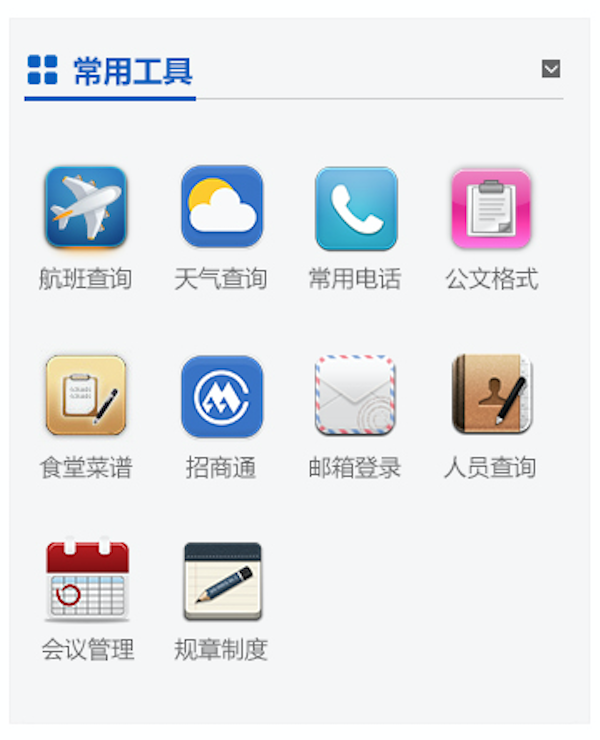 常用工具
航班查询 天气查询 常用电话 公文格式
食堂菜谱 招商通 邮箱登录 人员查询
会议管理 规章制度